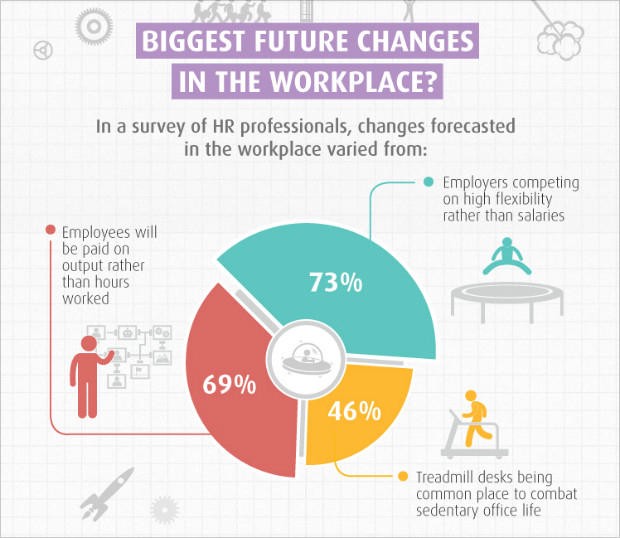 BIGGEST FUTURE CHANGES
IN THE WORKPLACE?
In a survey of HR professionals, changes forecasted
in the workplace varied from:
Employers competing
on high flexibility
rather than salaries
Employees will
be paid on
output rather
than hours
worked
73%
69%
46%
Treadmill desks being
common place to combat
sedentary office life